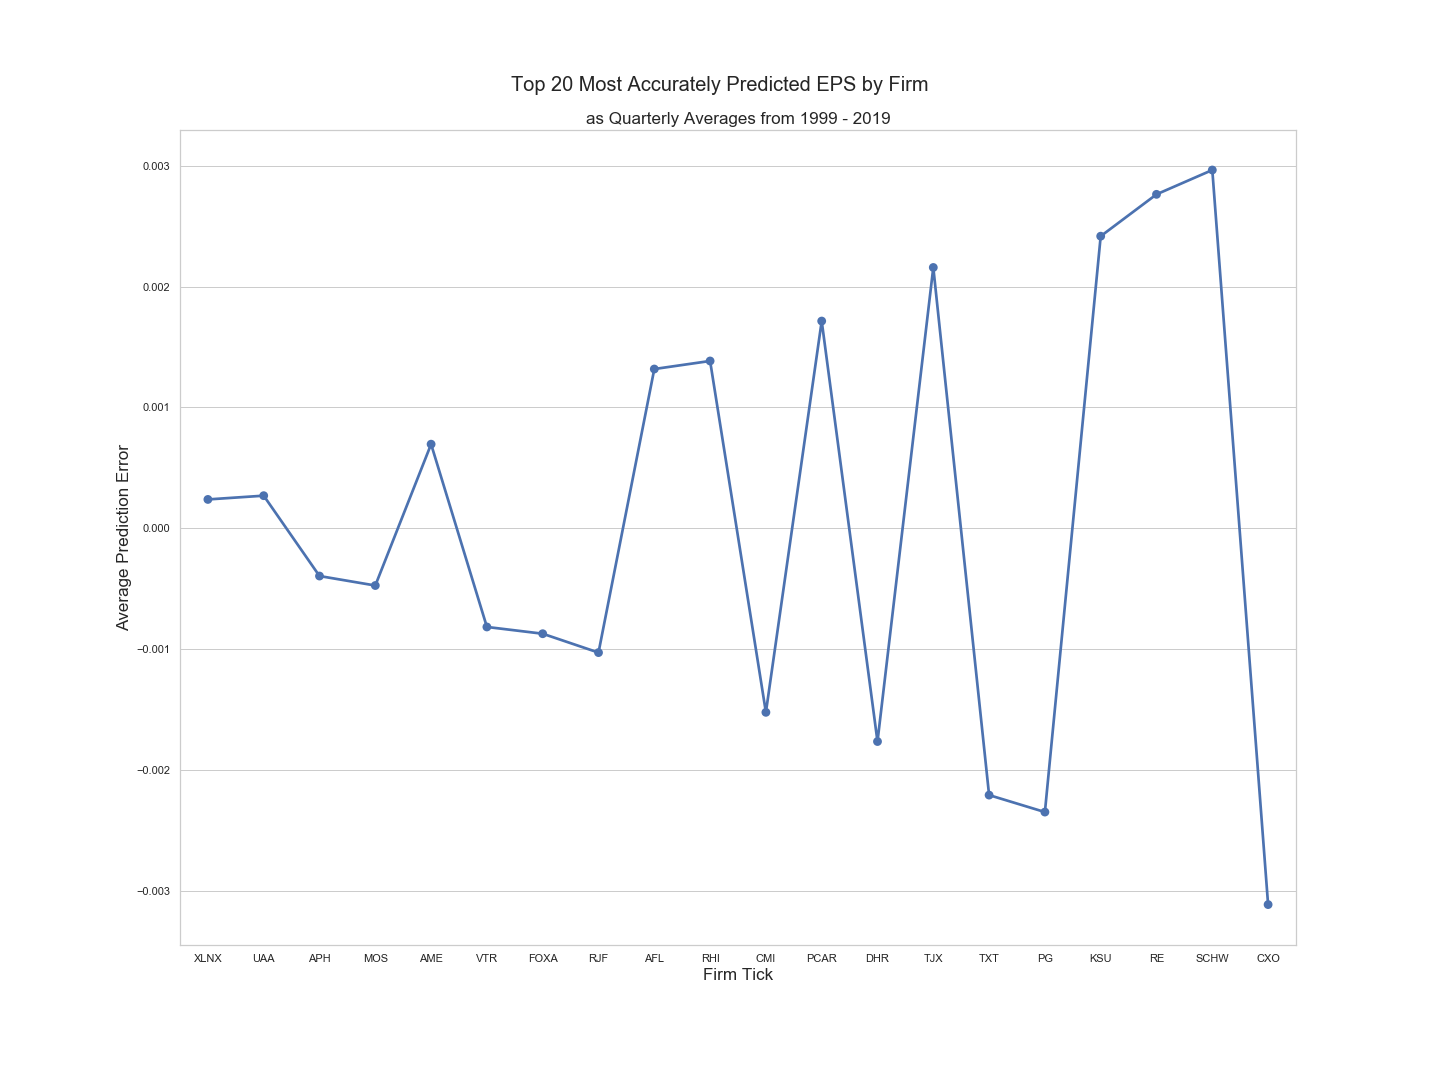 Top 20 Most Accurately Predicted EPS by Firm
as Quarterly Averages from 1999 - 2019
0.003
0.002
0.001
0.000
−0.001
−0.002
−0.003
Average Prediction Error
XLNX UAA APH MOS AME VTR FOXA RJF AFL RHI CMI PCAR DHR TJX TXT PG KSU RE SCHW CXO
Firm Tick